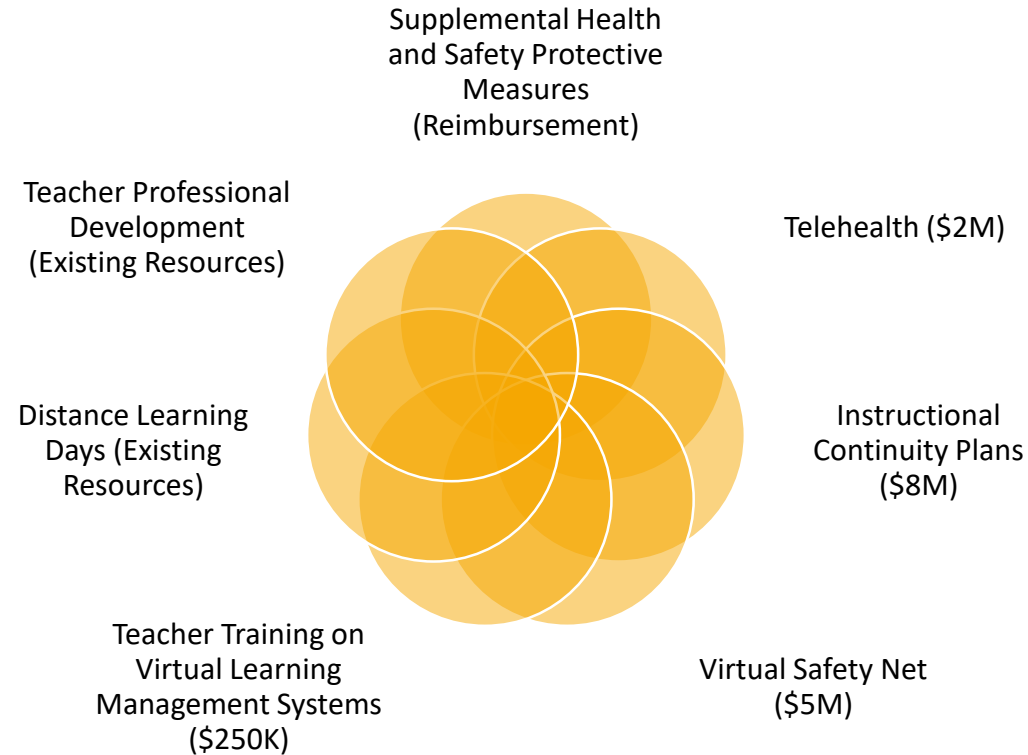 Supplemental Health
and Safety Protective
Measures
(Reimbursement)
Telehealth ($2M)
Instructional
Continuity Plans
($8M)
Virtual Safety Net
($5M)
Teacher Training on
Virtual Learning
Management Systems
($250K)
Distance Learning
Days (Existing
Resources)
Teacher Professional
Development
(Existing Resources)